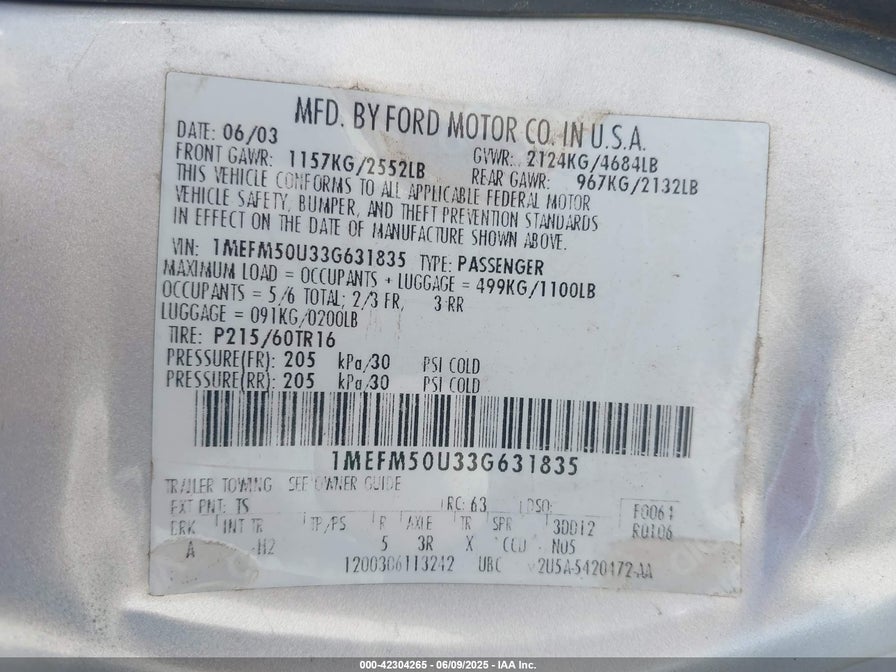 MFD. BY FORD MOTOR CO. IN U.S.A.
DATE: 06/03 GVWR: 2124KG/4684LB
FRONT GAWR: 1157KG/2552LB REAR GAWR: 967KG/2132LB
THIS VEHICLE CONFORMS TO ALL APPLICABLE FEDERAL MOTOR
VEHICLE SAFETY, BUMPER, AND THEFT PREVENTION STANDARDS
IN EFFECT ON THE DATE OF MANUFACTURE SHOWN ABOVE.
VIN: 1MEFM50U33G631835 TYPE: PASSENGER
MAXIMUM LOAD = OCCUPANTS + LUGGAGE = 499KG/1100LB
OCCUPANTS = 5/6 TOTAL; 2/3 FR, 3 RR
LUGGAGE = 091KG/0200LB
TIRE: P215/60TR16
PRESSURE(FR): 205 kPa/30 PSI COLD
PRESSURE(RR): 205 kPa/30 PSI COLD
1MEFM50U33G631835
TRAILER TOWING SEE OWNER GUIDE
EXT PNT: TS RC: 63 DSO: F0061
BRK INT TR TP/PS R AXLE TR SPR 3DD12 R0106
A H2 5 3R X CCUU NUS
1200306113242 UBC 2U5A-5420472-AA
000-42304265 - 06/09/2025 - IAA Inc.